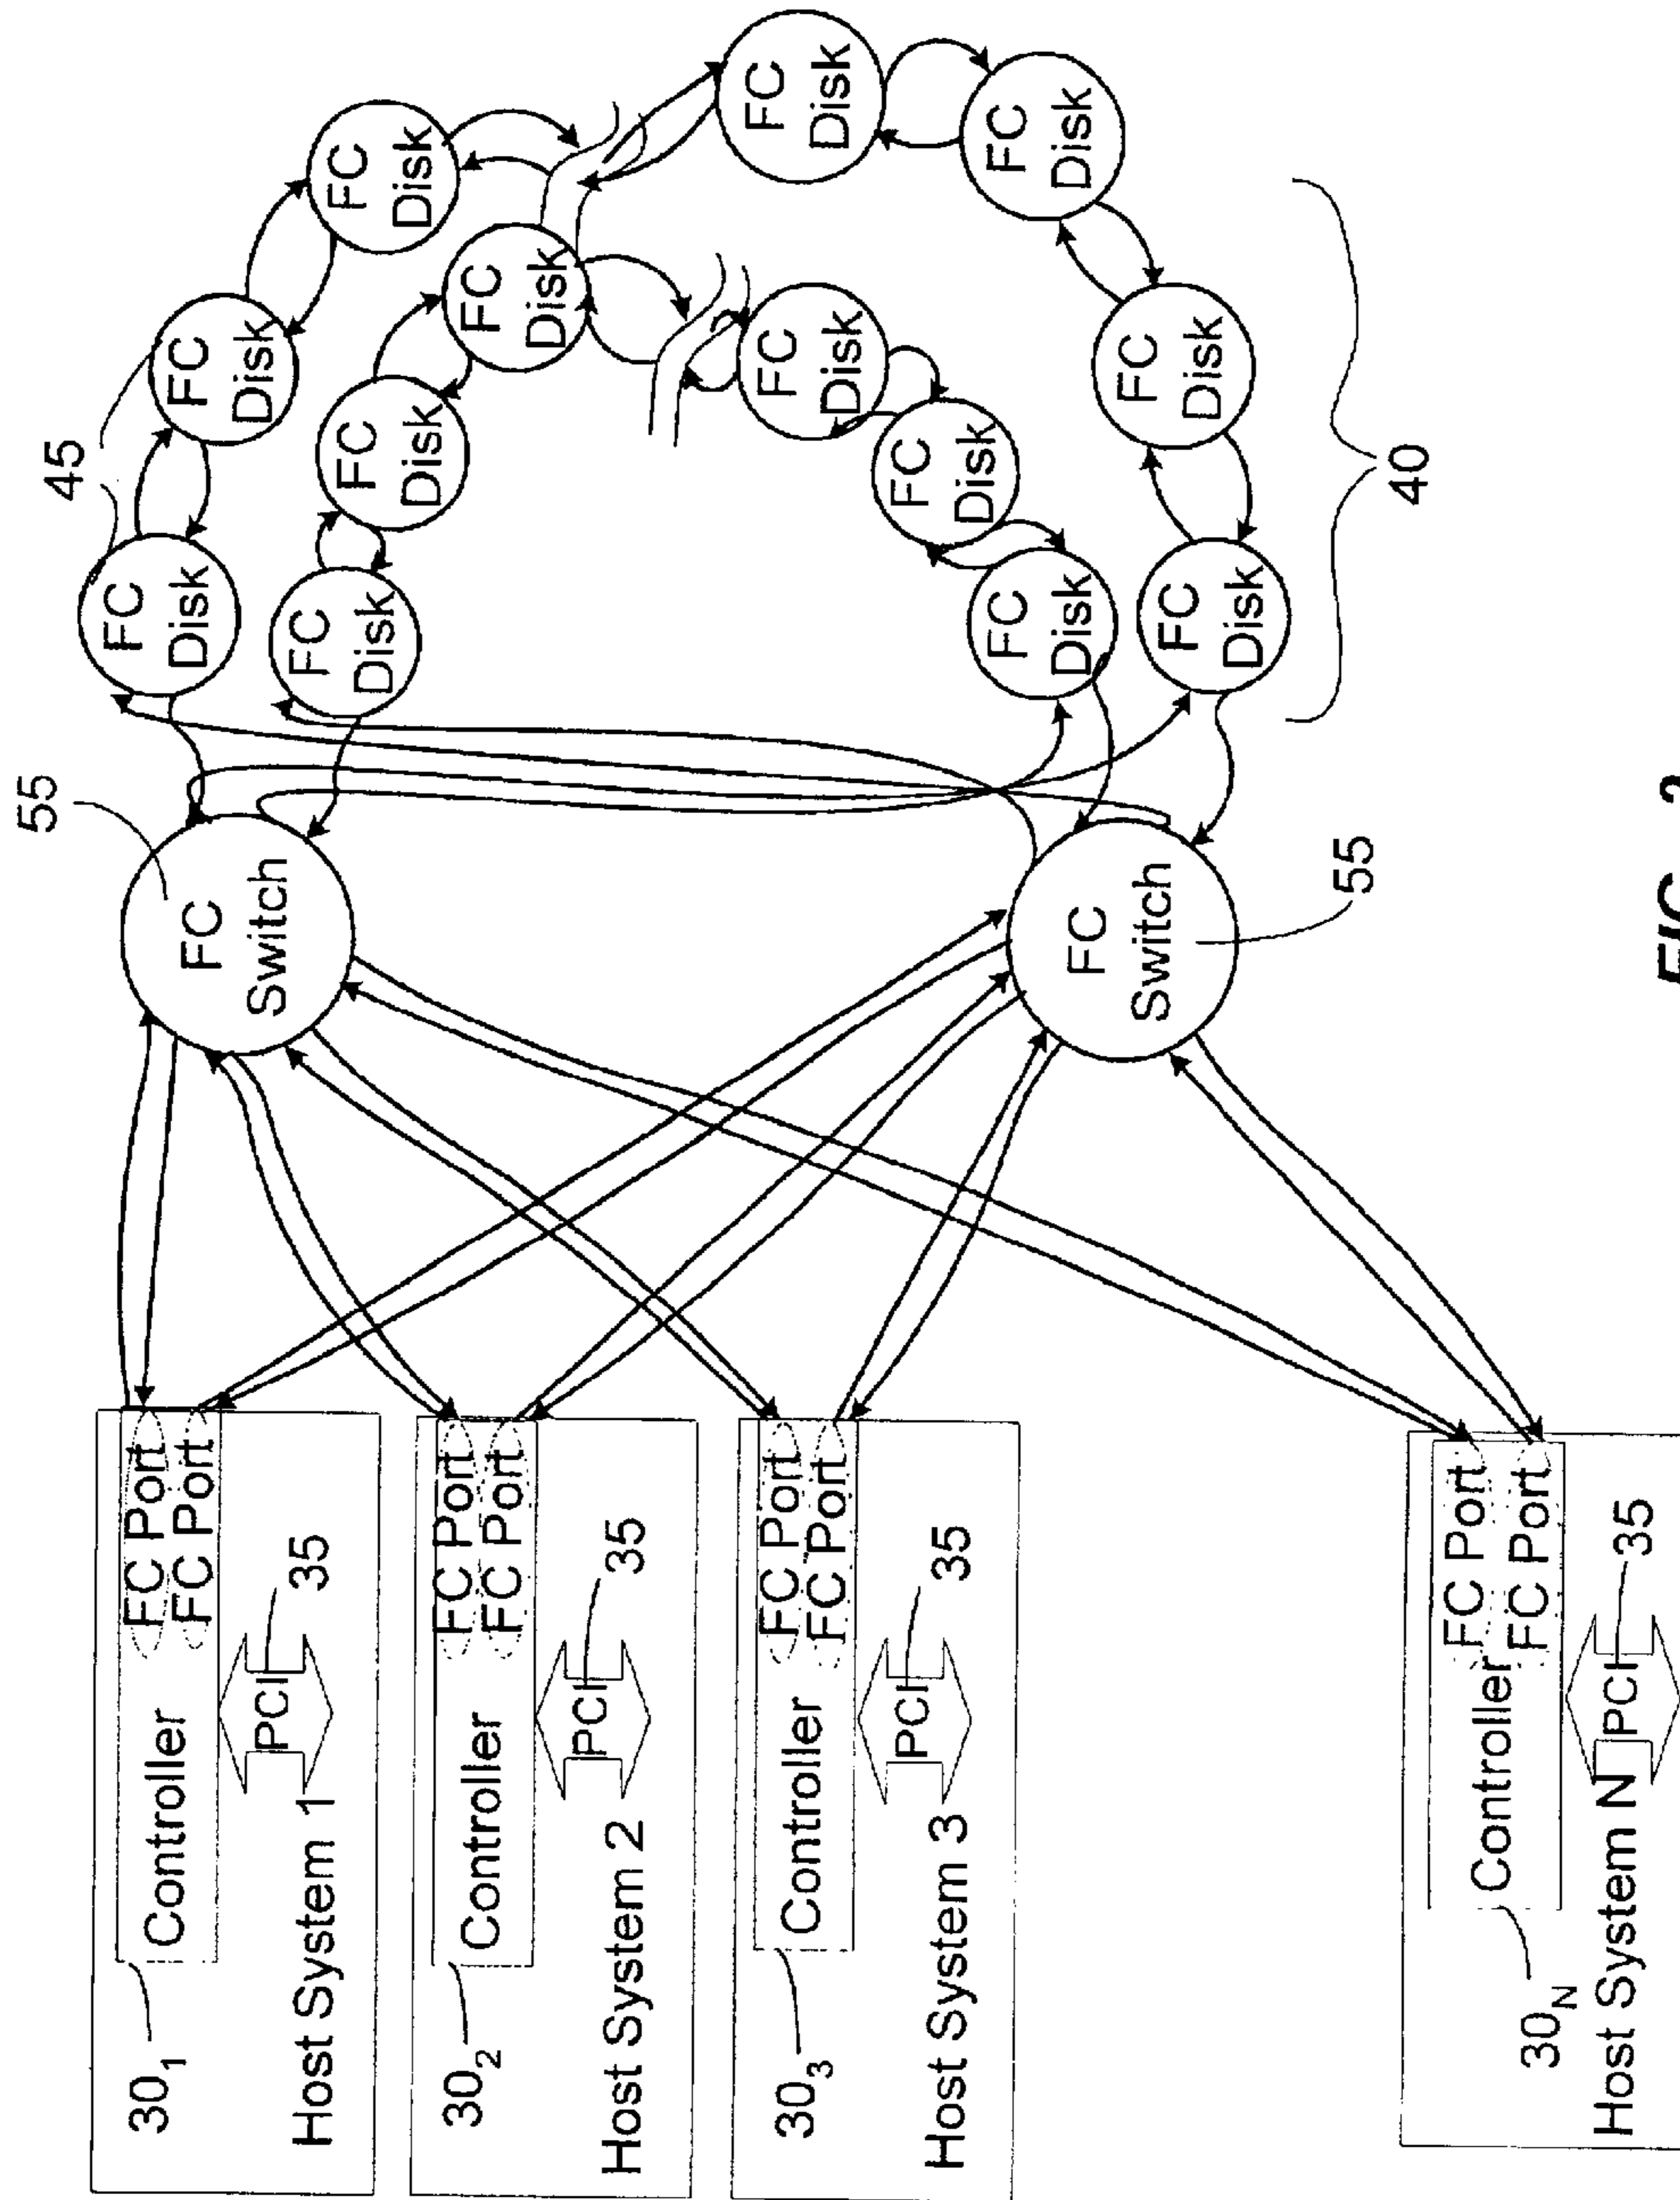 30₁
Controller
FC Port
FC Port
PCI
35
Host System 1
30₂
Controller
FC Port
FC Port
PCI
35
Host System 2
30₃
Controller
FC Port
FC Port
PCI
35
Host System 3
30N
Controller
FC Port
FC Port
PCI
35
Host System N
55
FC
Switch
FC
Switch
55
45
FC
Disk
FC
Disk
FC
Disk
FC
Disk
FC
Disk
FC
Disk
FC
Disk
FC
Disk
FC
Disk
FC
Disk
FC
Disk
FC
Disk
FC
Disk
40
FIG. 2